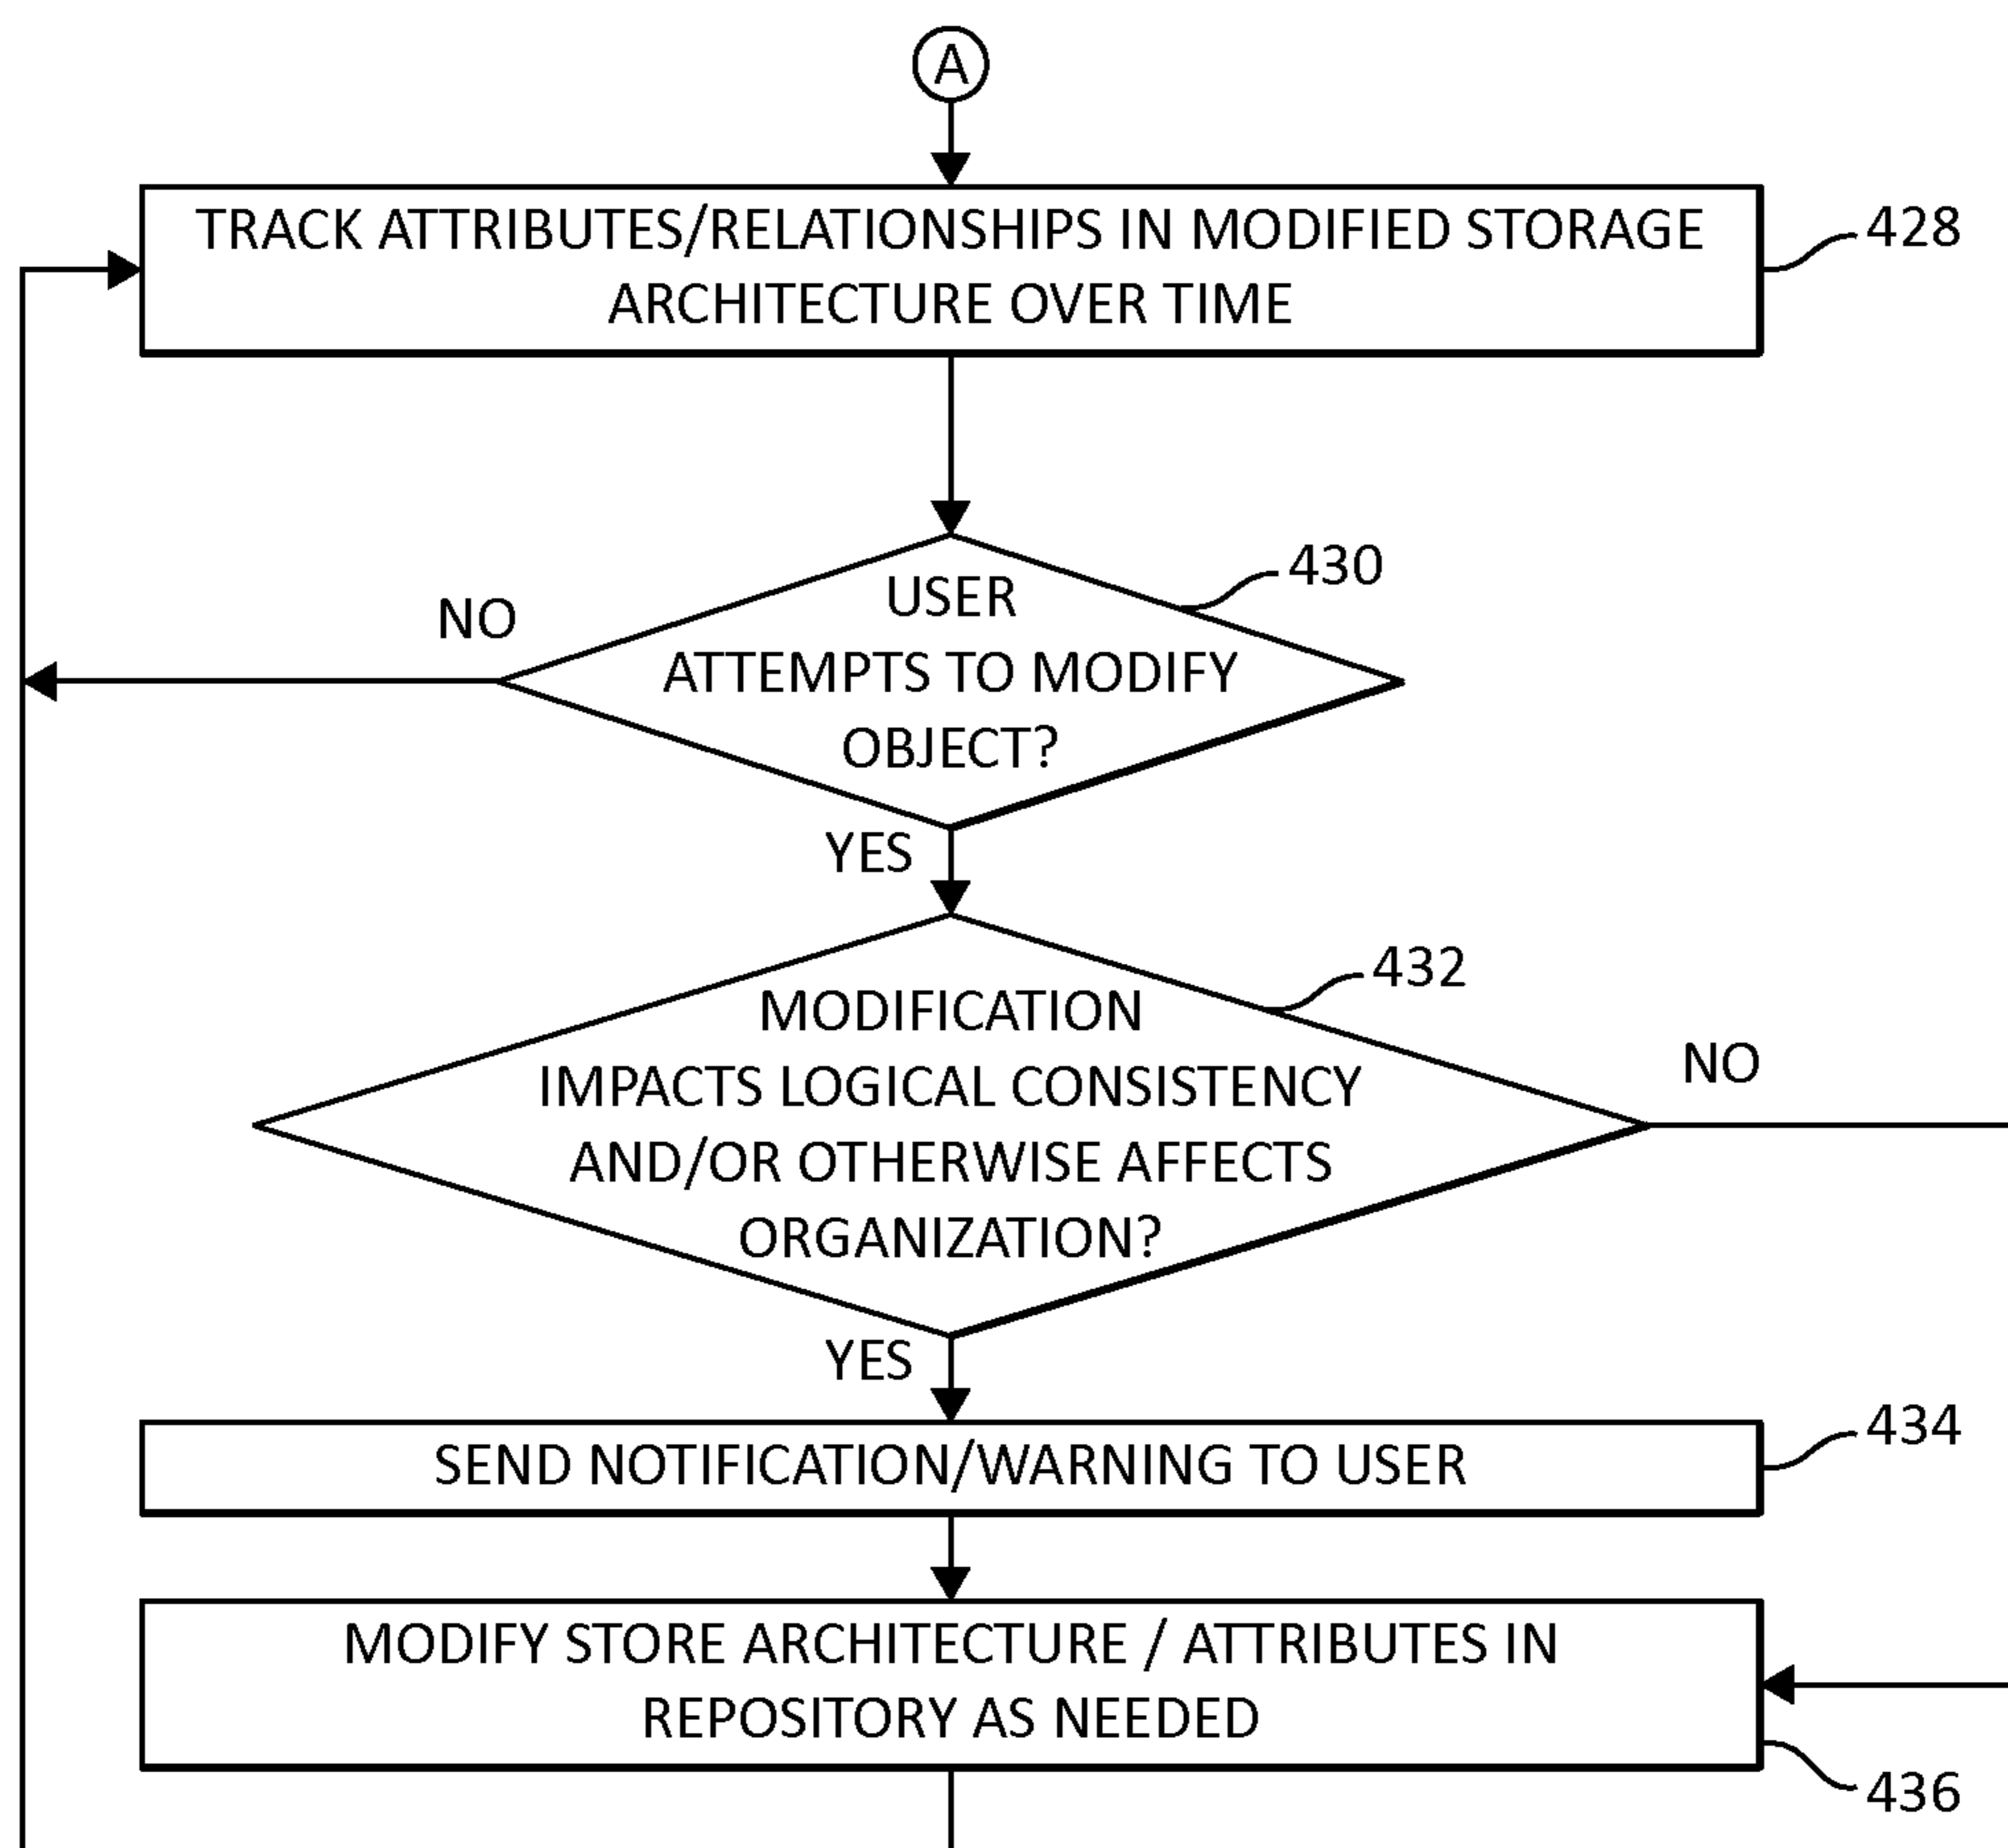 A
TRACK ATTRIBUTES/RELATIONSHIPS IN MODIFIED STORAGE
ARCHITECTURE OVER TIME
428
USER
ATTEMPTS TO MODIFY
OBJECT?
430
NO
YES
MODIFICATION
IMPACTS LOGICAL CONSISTENCY
AND/OR OTHERWISE AFFECTS
ORGANIZATION?
432
NO
YES
SEND NOTIFICATION/WARNING TO USER
434
MODIFY STORE ARCHITECTURE / ATTRIBUTES IN
REPOSITORY AS NEEDED
436